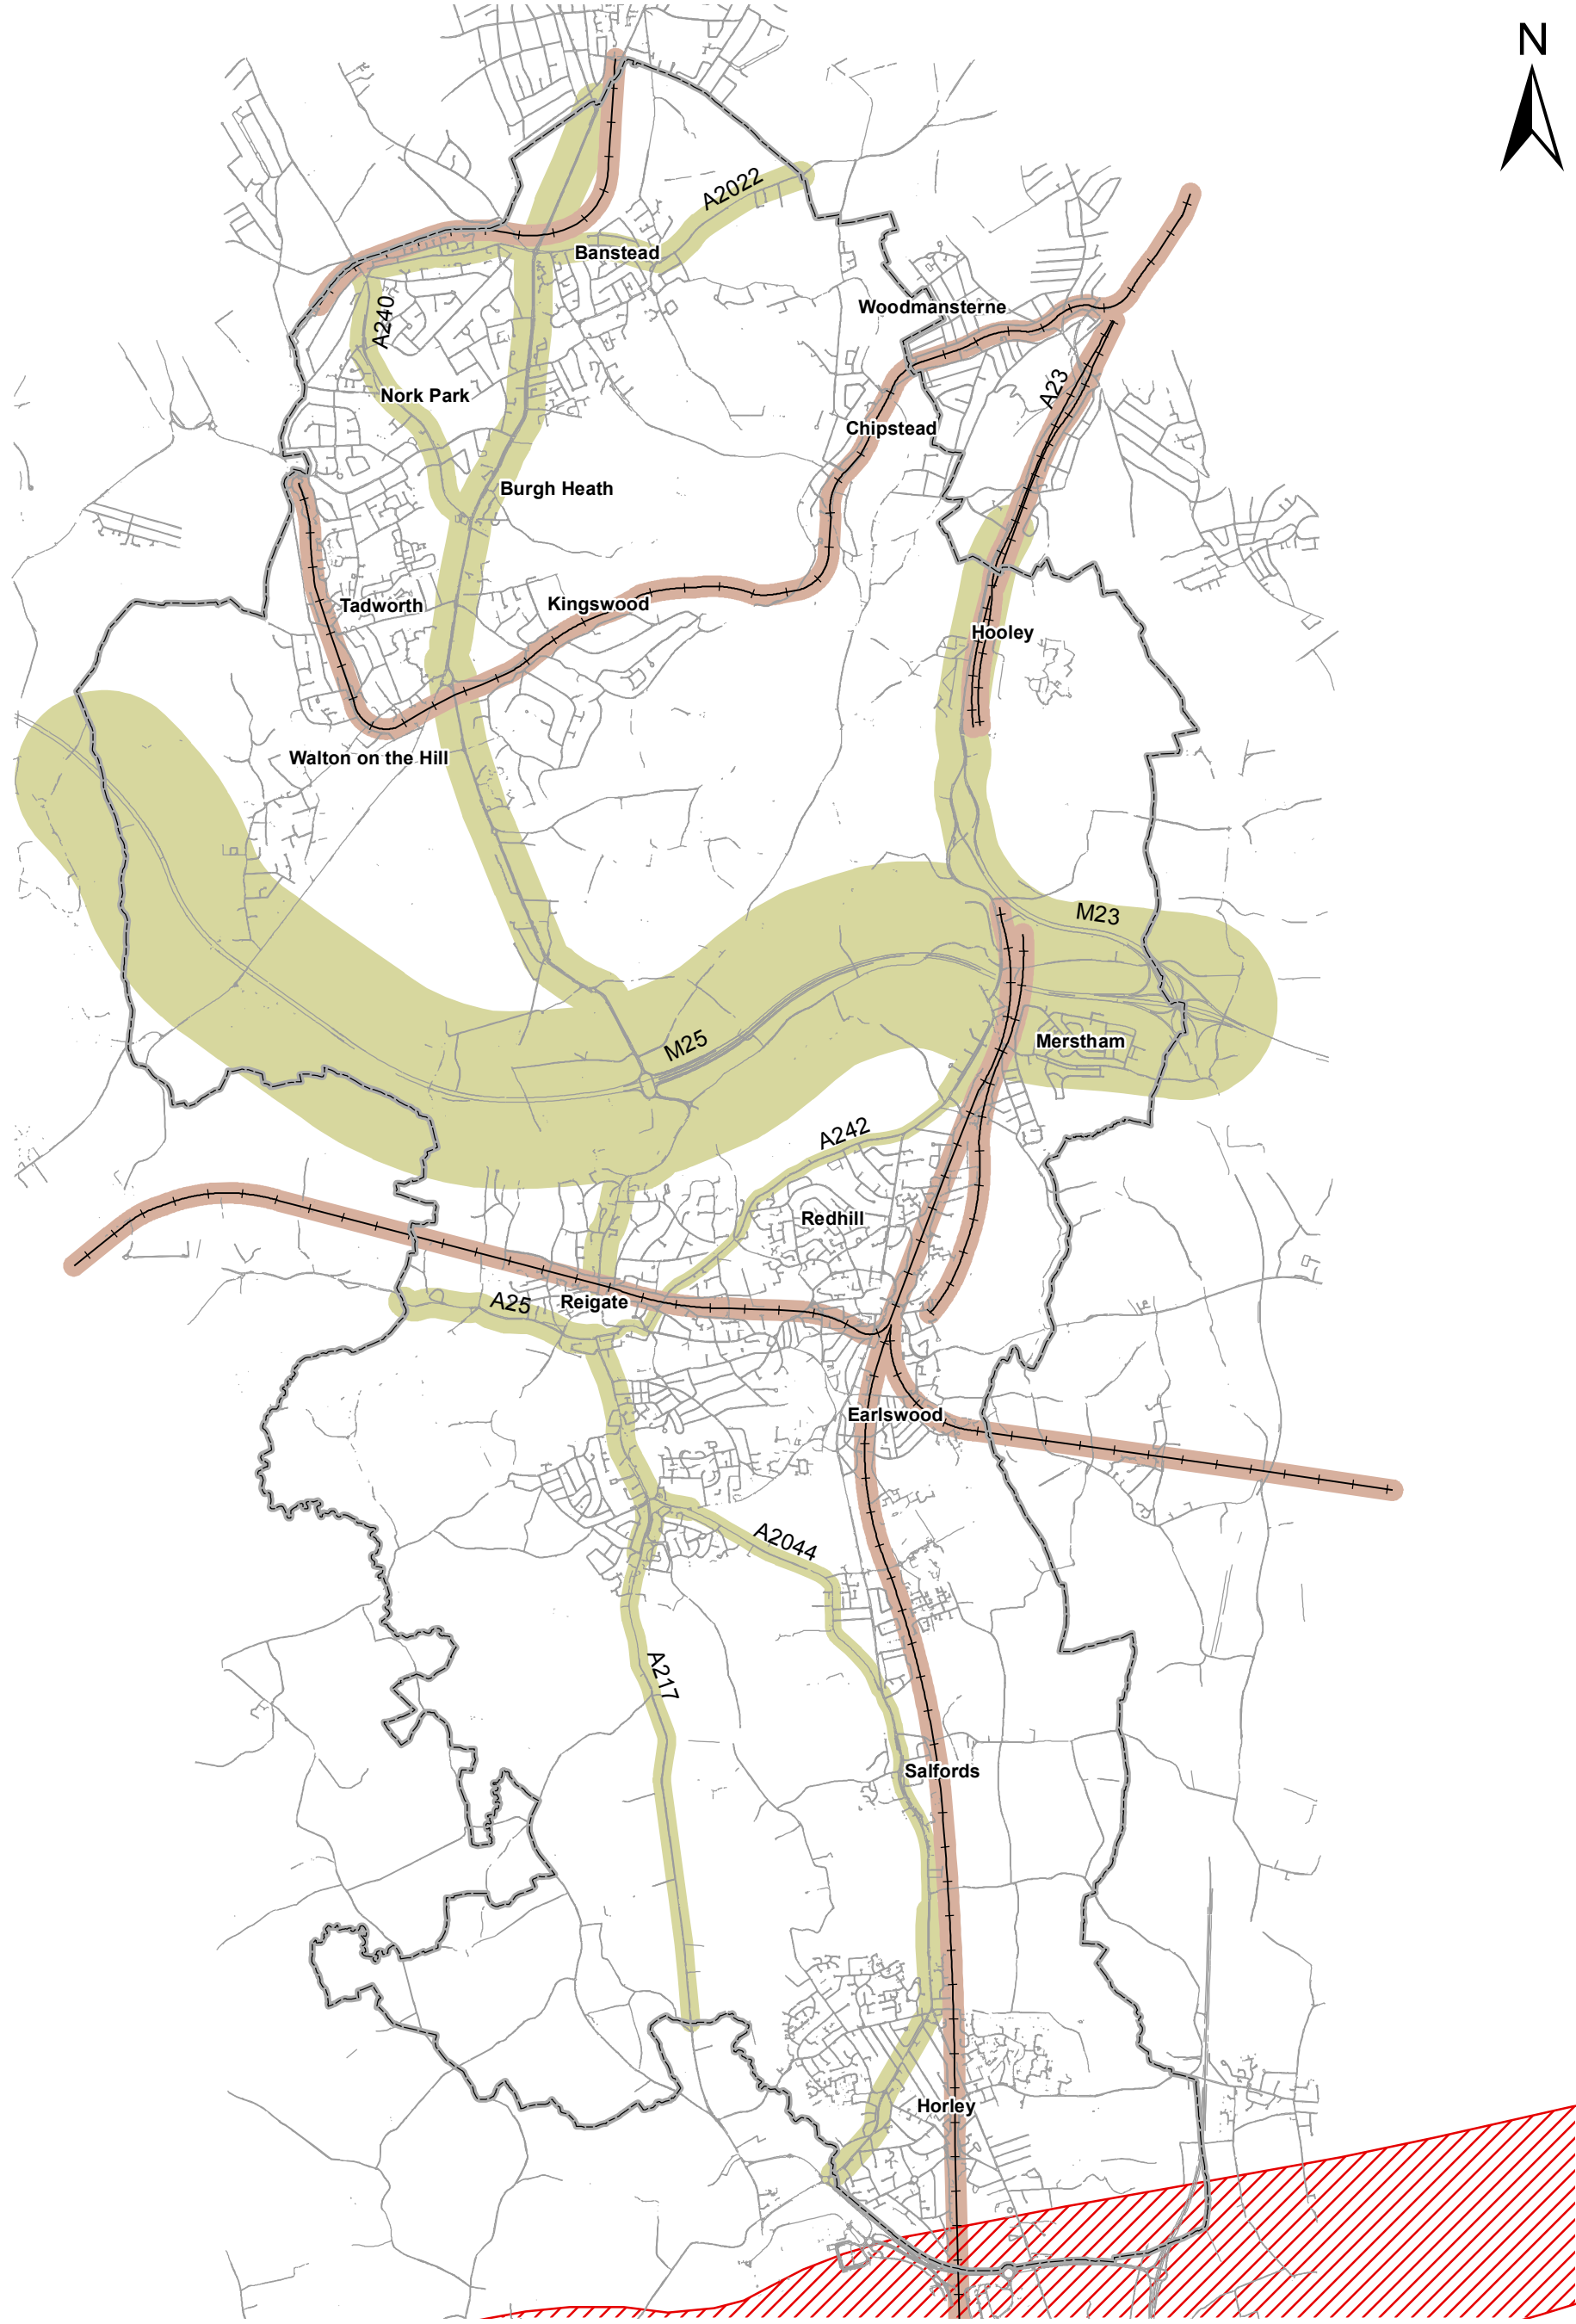 N
A2022
Banstead
Woodmansterne
A240
A23
Nork Park
Chipstead
Burgh Heath
Tadworth
Kingswood
Hooley
Walton on the Hill
M23
M25
Merstham
A242
Redhill
A25
Reigate
Earlswood
A2044
A217
Salfords
Horley